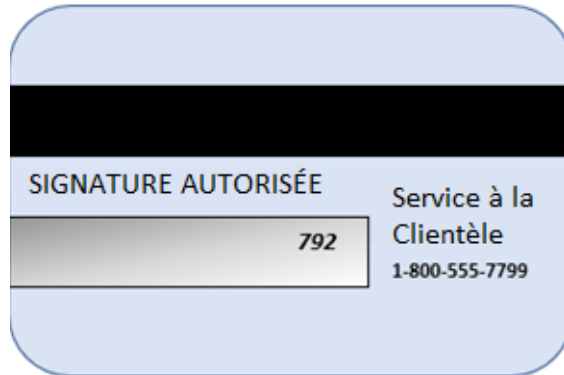 SIGNATURE AUTORISÉE
792
Service à la
Clientèle
1-800-555-7799